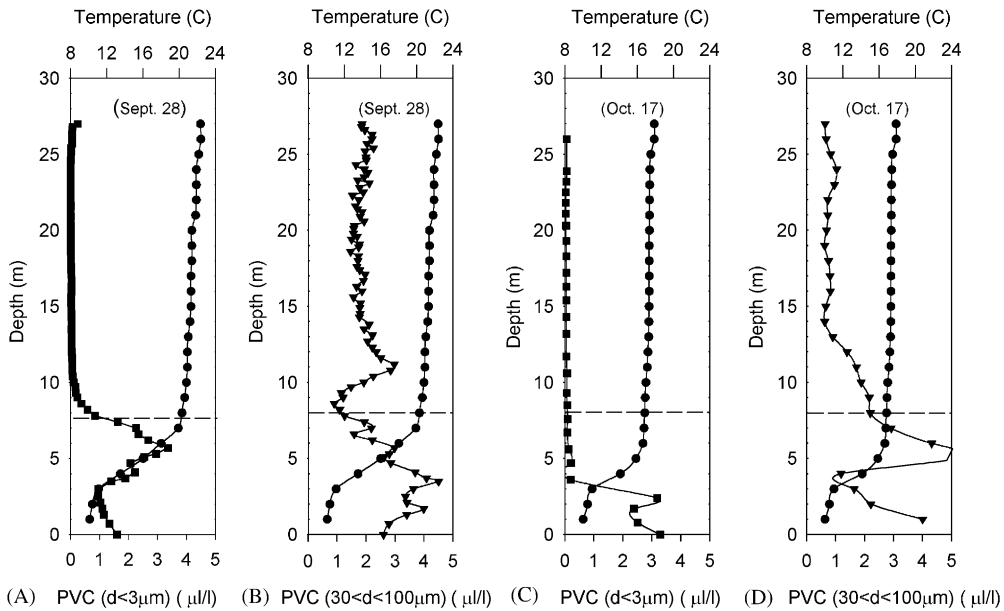 Temperature (C) Temperature (C) Temperature (C) Temperature (C)
8 12 16 20 24 8 12 16 20 24 8 12 16 20 24 8 12 16 20 24
30 30 30 30
(Sept. 28) (Sept. 28) (Oct. 17) (Oct. 17)
25 25 25 25
20 20 20 20
Depth (m) Depth (m) Depth (m) Depth (m)
15 15 15 15
10 10 10 10
5 5 5 5
0 0 0 0
0 1 2 3 4 5 0 1 2 3 4 5 0 1 2 3 4 5 0 1 2 3 4 5
(A) PVC (d<3μm) ( μl/l) (B) PVC (30<d<100μm) ( μl/l) (C) PVC (d<3μm) ( μl/l) (D) PVC (30<d<100μm) ( μl/l)